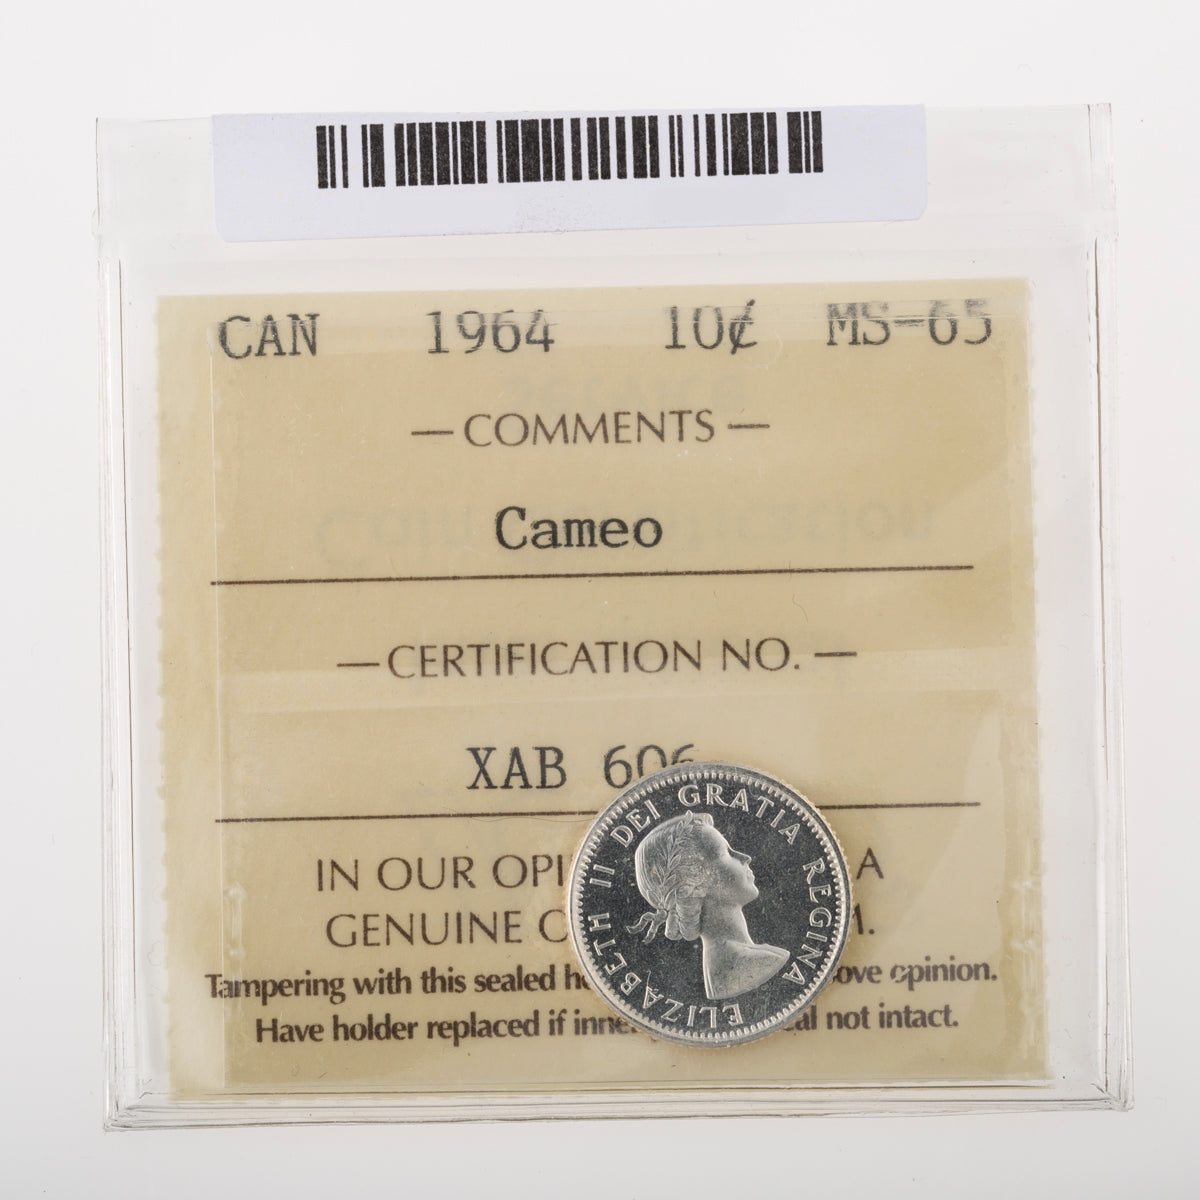 CAN 1964 10¢ MS-65
— COMMENTS —
Cameo
— CERTIFICATION NO. —
XAB 606
IN OUR OPI A
GENUINE C M.
Tampering with this sealed ho ove opinion.
Have holder replaced if inne al not intact.
ELIZABETH II DEI GRATIA REGINA